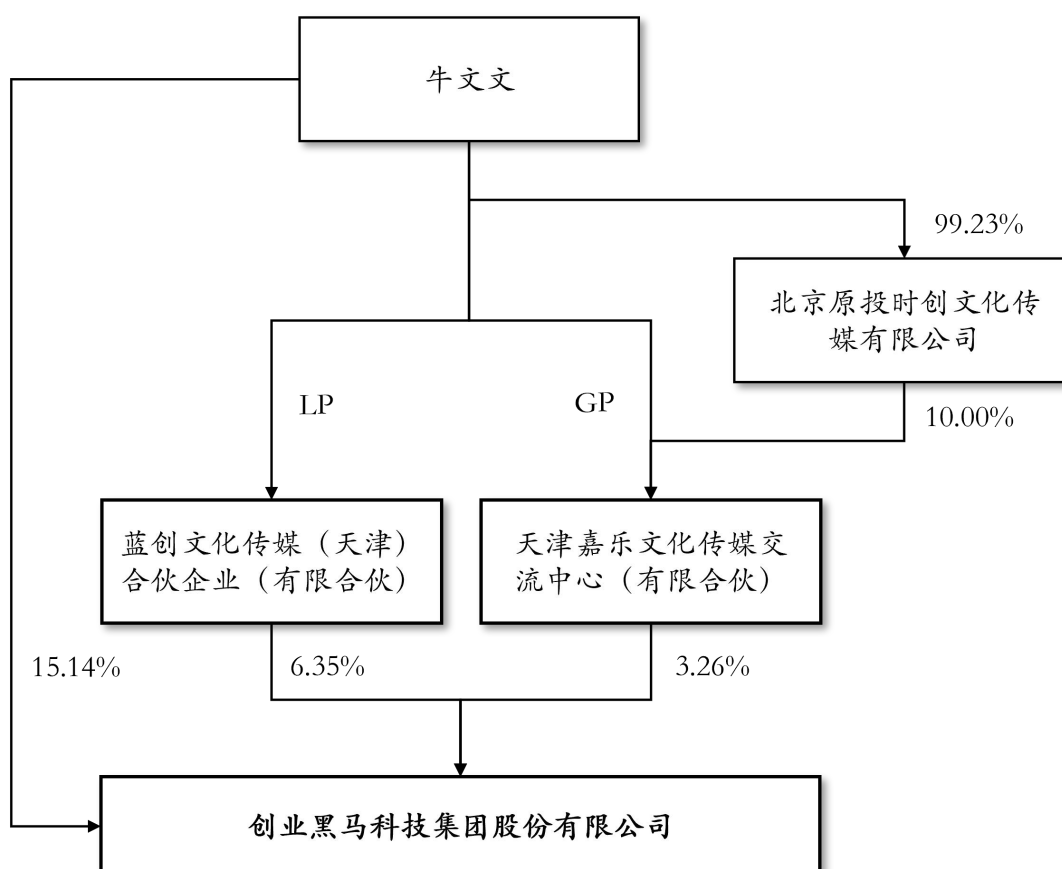 牛文文
99.23%
北京原投时创文化传
媒有限公司
LP
GP
10.00%
蓝创文化传媒（天津）
合伙企业（有限合伙）
天津嘉乐文化传媒交
流中心（有限合伙）
15.14%
6.35%
3.26%
创业黑马科技集团股份有限公司